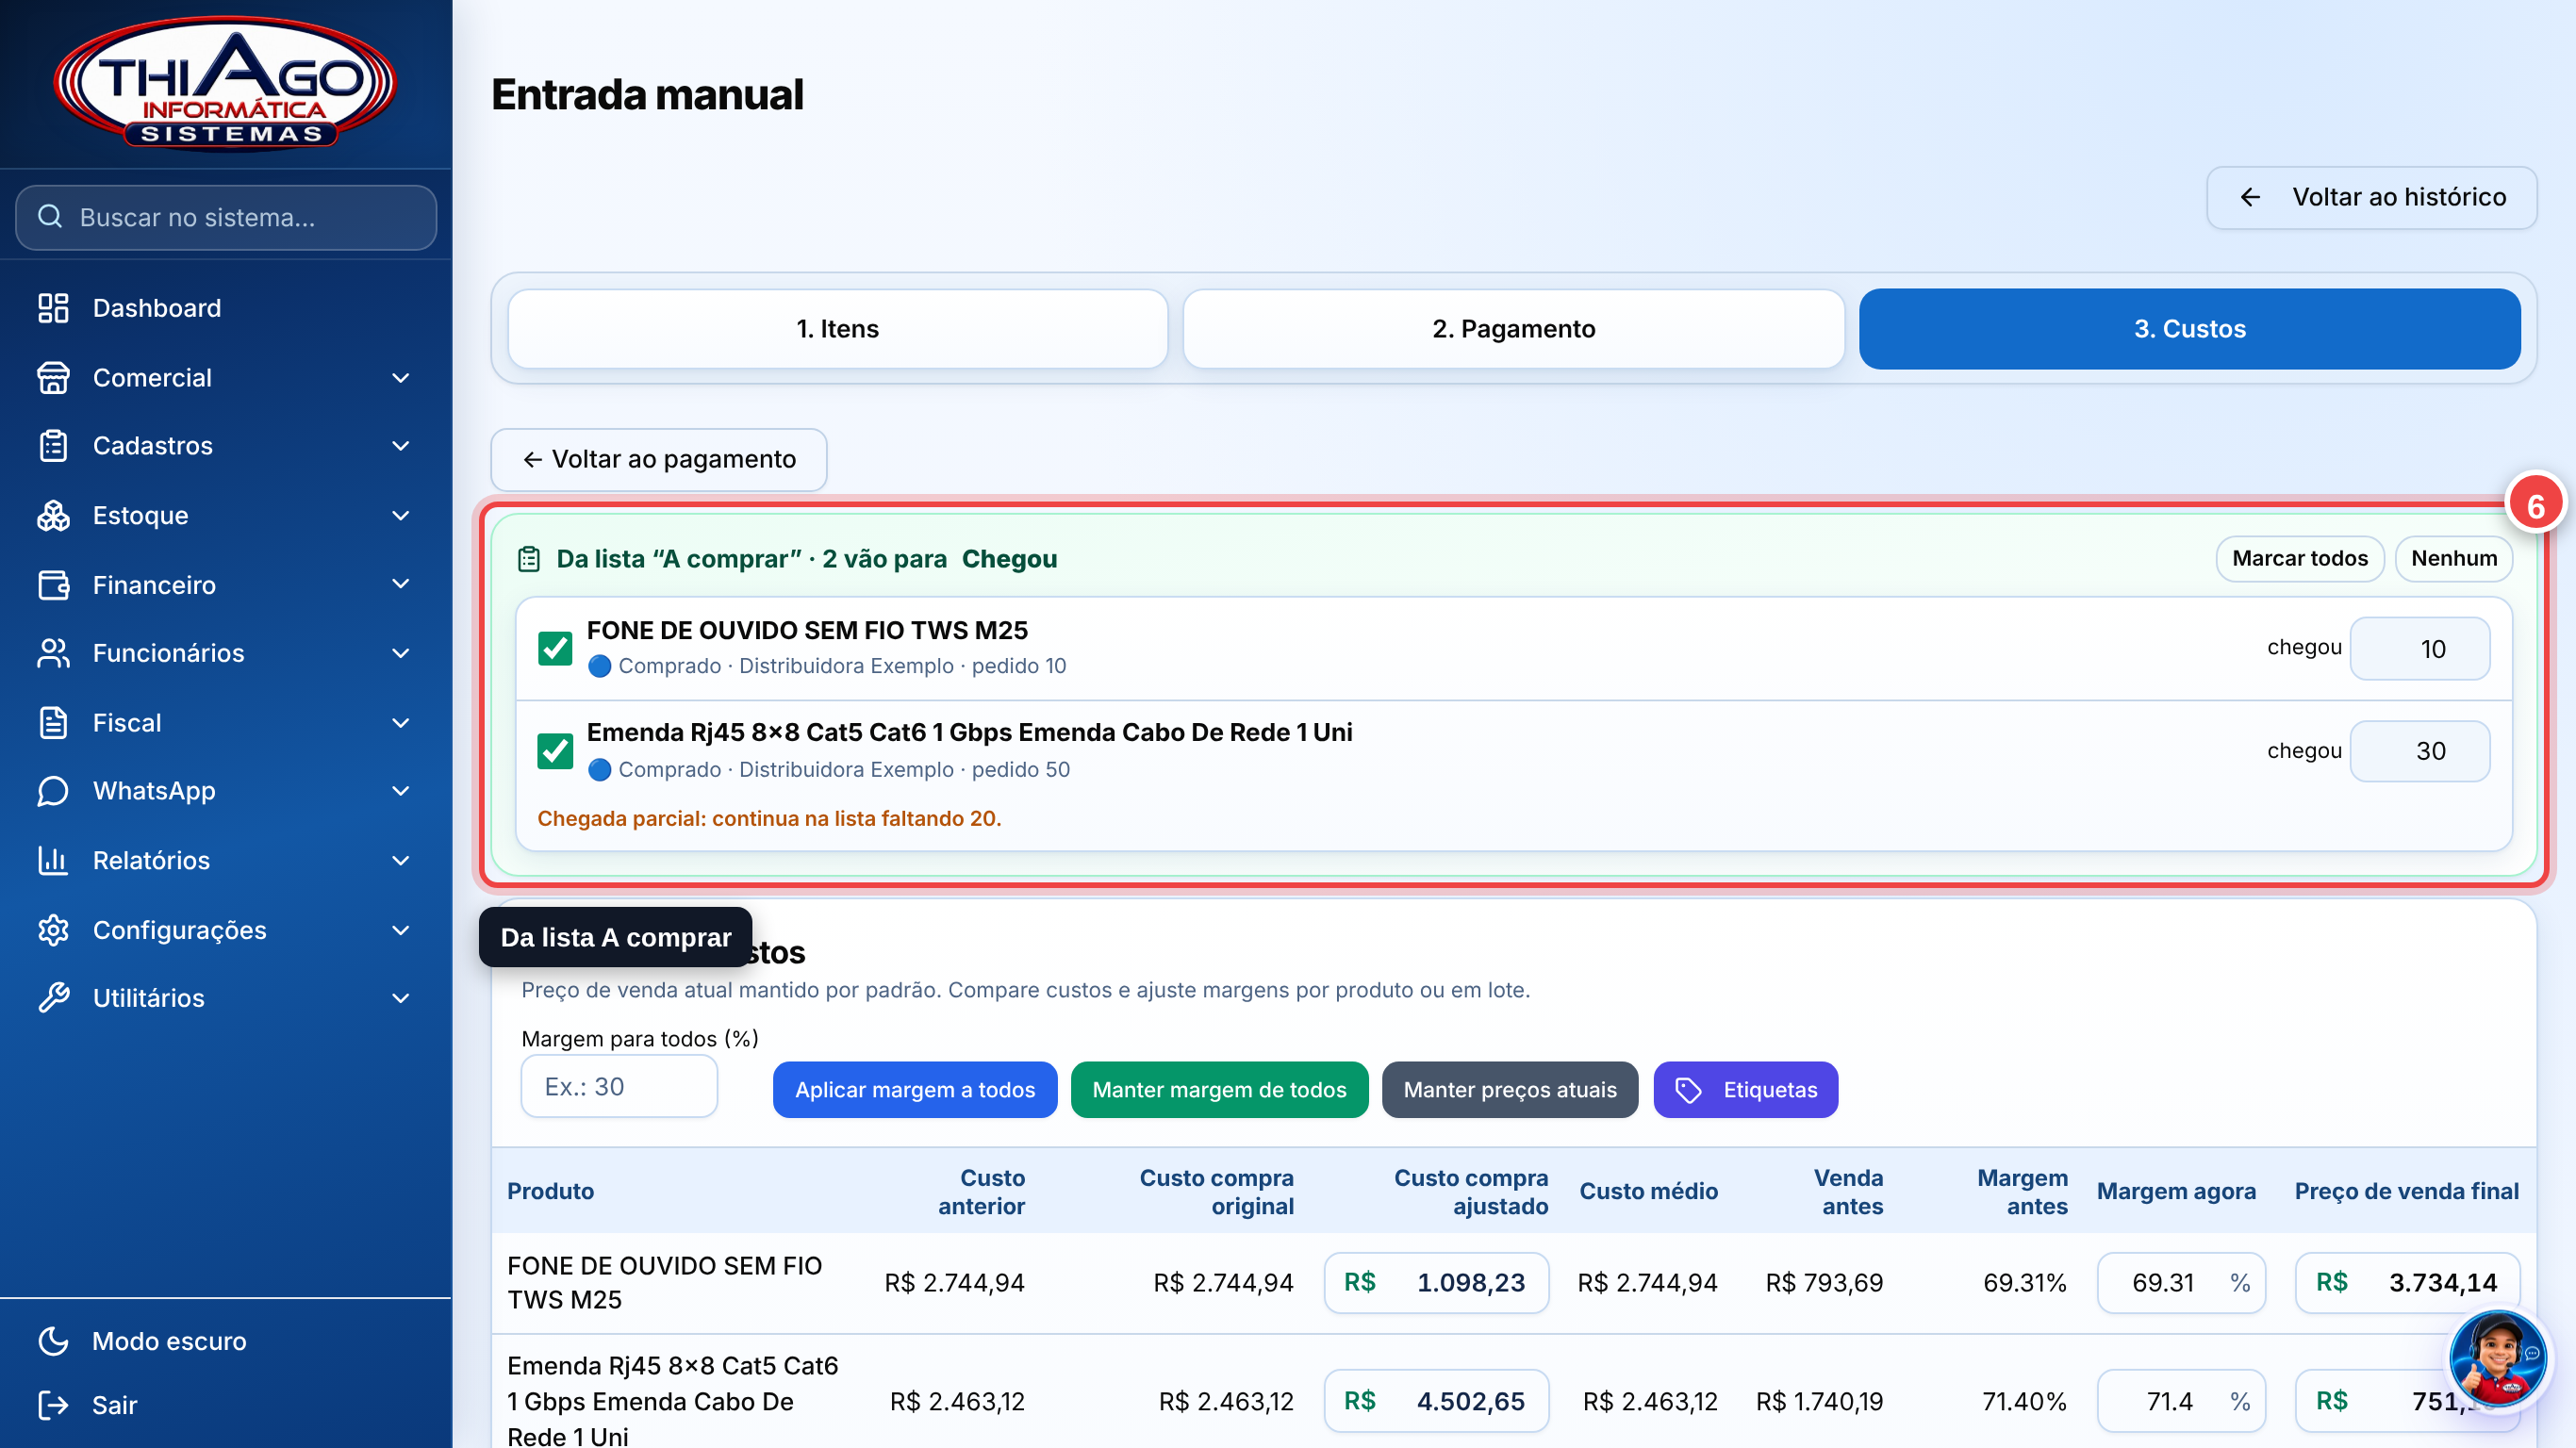 THIAGO
INFORMÁTICA
SISTEMAS
Buscar no sistema...
Dashboard
Comercial
Cadastros
Estoque
Financeiro
Funcionários
Fiscal
WhatsApp
Relatórios
Configurações
Utilitários
Modo escuro
Sair
Entrada manual
← Voltar ao histórico
1. Itens
2. Pagamento
3. Custos
← Voltar ao pagamento
6
Da lista “A comprar” · 2 vão para Chegou
Marcar todos
Nenhum
FONE DE OUVIDO SEM FIO TWS M25
Comprado · Distribuidora Exemplo · pedido 10
chegou 10
Emenda Rj45 8x8 Cat5 Cat6 1 Gbps Emenda Cabo De Rede 1 Uni
Comprado · Distribuidora Exemplo · pedido 50
chegou 30
Chegada parcial: continua na lista faltando 20.
Da lista A comprar
stos
Preço de venda atual mantido por padrão. Compare custos e ajuste margens por produto ou em lote.
Margem para todos (%)
Ex.: 30
Aplicar margem a todos
Manter margem de todos
Manter preços atuais
Etiquetas
Produto
Custo anterior
Custo compra original
Custo compra ajustado
Custo médio
Venda antes
Margem antes
Margem agora
Preço de venda final
FONE DE OUVIDO SEM FIO
TWS M25
R$ 2.744,94
R$ 2.744,94
R$ 1.098,23
R$ 2.744,94
R$ 793,69
69.31%
69.31 %
R$ 3.734,14
Emenda Rj45 8x8 Cat5 Cat6
1 Gbps Emenda Cabo De
Rede 1 Uni
R$ 2.463,12
R$ 2.463,12
R$ 4.502,65
R$ 2.463,12
R$ 1.740,19
71.40%
71.4 %
R$